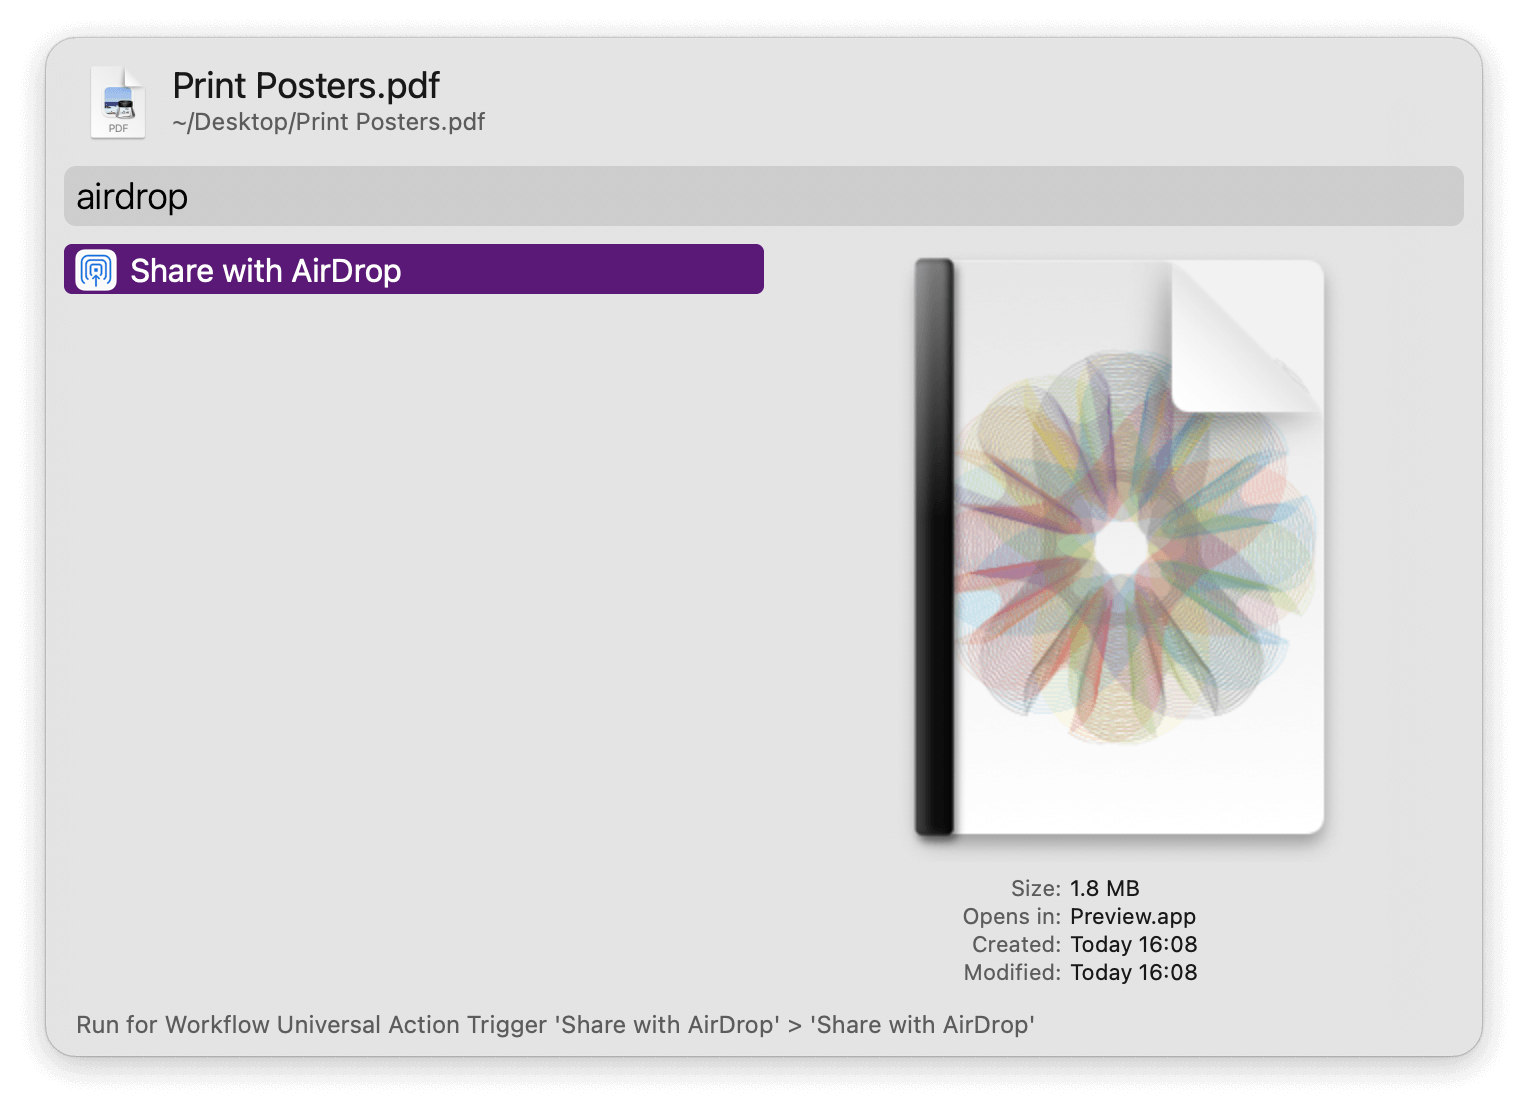 PDF
Print Posters.pdf
~/Desktop/Print Posters.pdf
airdrop
Share with AirDrop
Size: 1.8 MB
Opens in: Preview.app
Created: Today 16:08
Modified: Today 16:08
Run for Workflow Universal Action Trigger 'Share with AirDrop' > 'Share with AirDrop'